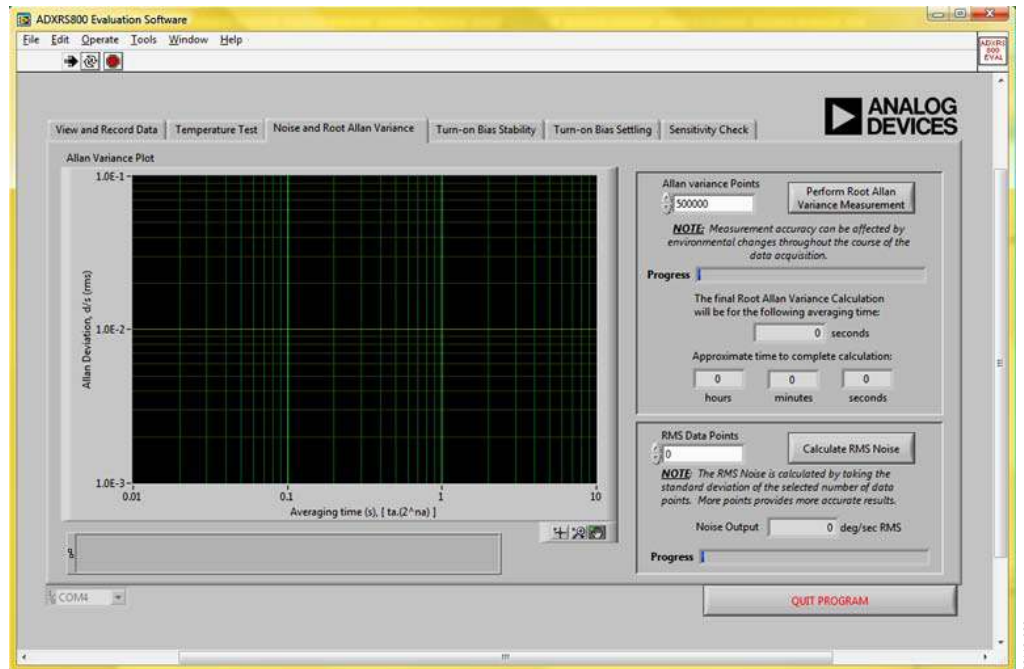 ADXRS800 Evaluation Software
File Edit Operate Tools Window Help
ADXRS
800
EVAL
ANALOG
DEVICES
View and Record Data Temperature Test Noise and Root Allan Variance Turn-on Bias Stability Turn-on Bias Settling Sensitivity Check
Allan Variance Plot
1.0E-1
1.0E-2
1.0E-3
Allan Deviation, d/s (rms)
0.01 0.1 1 10
Averaging time (s), [ ta.(2^na) ]
Allan variance Points
500000
Perform Root Allan
Variance Measurement
NOTE: Measurement accuracy can be affected by
environmental changes throughout the course of the
data acquisition.
Progress
The final Root Allan Variance Calculation
will be for the following averaging time:
0 seconds
Approximate time to complete calculation:
0 0 0
hours minutes seconds
RMS Data Points
0
Calculate RMS Noise
NOTE: The RMS Noise is calculated by taking the
standard deviation of the selected number of data
points. More points provides more accurate results.
Noise Output 0 deg/sec RMS
Progress
COM4
QUIT PROGRAM